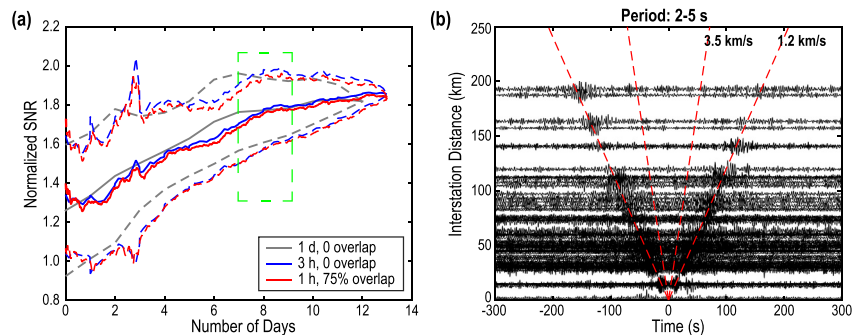 (a)
2.2
2.0
1.8
1.6
1.4
1.2
1.0
0.8
Normalized SNR
0 2 4 6 8 10 12 14
Number of Days
1 d, 0 overlap
3 h, 0 overlap
1 h, 75% overlap
(b)
Period: 2-5 s
3.5 km/s 1.2 km/s
250
200
150
100
50
0
Interstation Distance (km)
-300 -200 -100 0 100 200 300
Time (s)